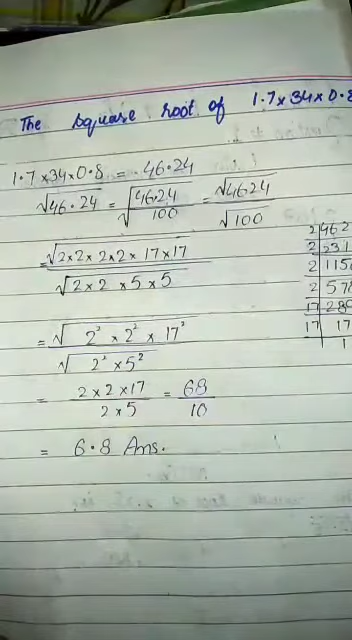 The square root of 1.7×34×0.8
1.7×34×0.8 = 46.24
√46.24 = √4624/100 = √4624/√100
= √2×2×2×2×17×17/√2×2×5×5
2|462
2|231
2|115
2|578
17|289
17|17
1
= √2²×2²×17²/√2²×5²
= 2×2×17/2×5 = 68/10
= 6.8 Ans.